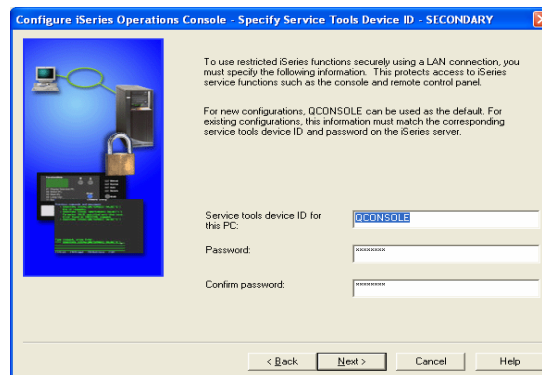 Configure iSeries Operations Console - Specify Service Tools Device ID - SECONDARY
To use restricted iSeries functions securely using a LAN connection, you
must specify the following information. This protects access to iSeries
service functions such as the console and remote control panel.
For new configurations, QCONSOLE can be used as the default. For
existing configurations, this information must match the corresponding
service tools device ID and password on the iSeries server.
Service tools device ID for
this PC:
QCONSOLE
Password:
xxxxxxxx
Confirm password:
xxxxxxxx
< Back Next > Cancel Help